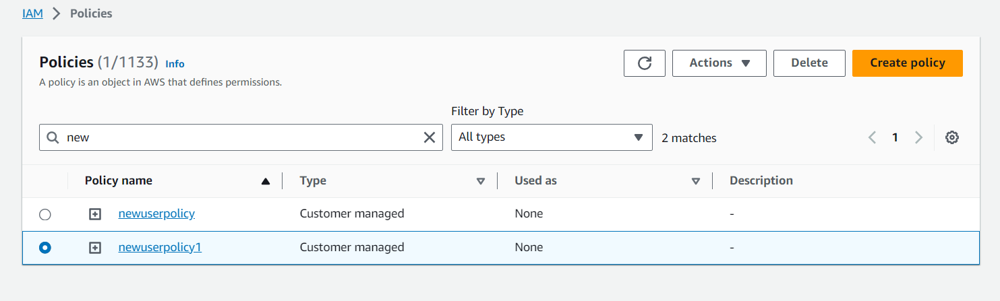 IAM > Policies
Policies (1/1133) Info
A policy is an object in AWS that defines permissions.
Actions
Delete
Create policy
Filter by Type
new
All types
2 matches
1
Policy name Type Used as Description
newuserpolicy Customer managed None -
newuserpolicy1 Customer managed None -